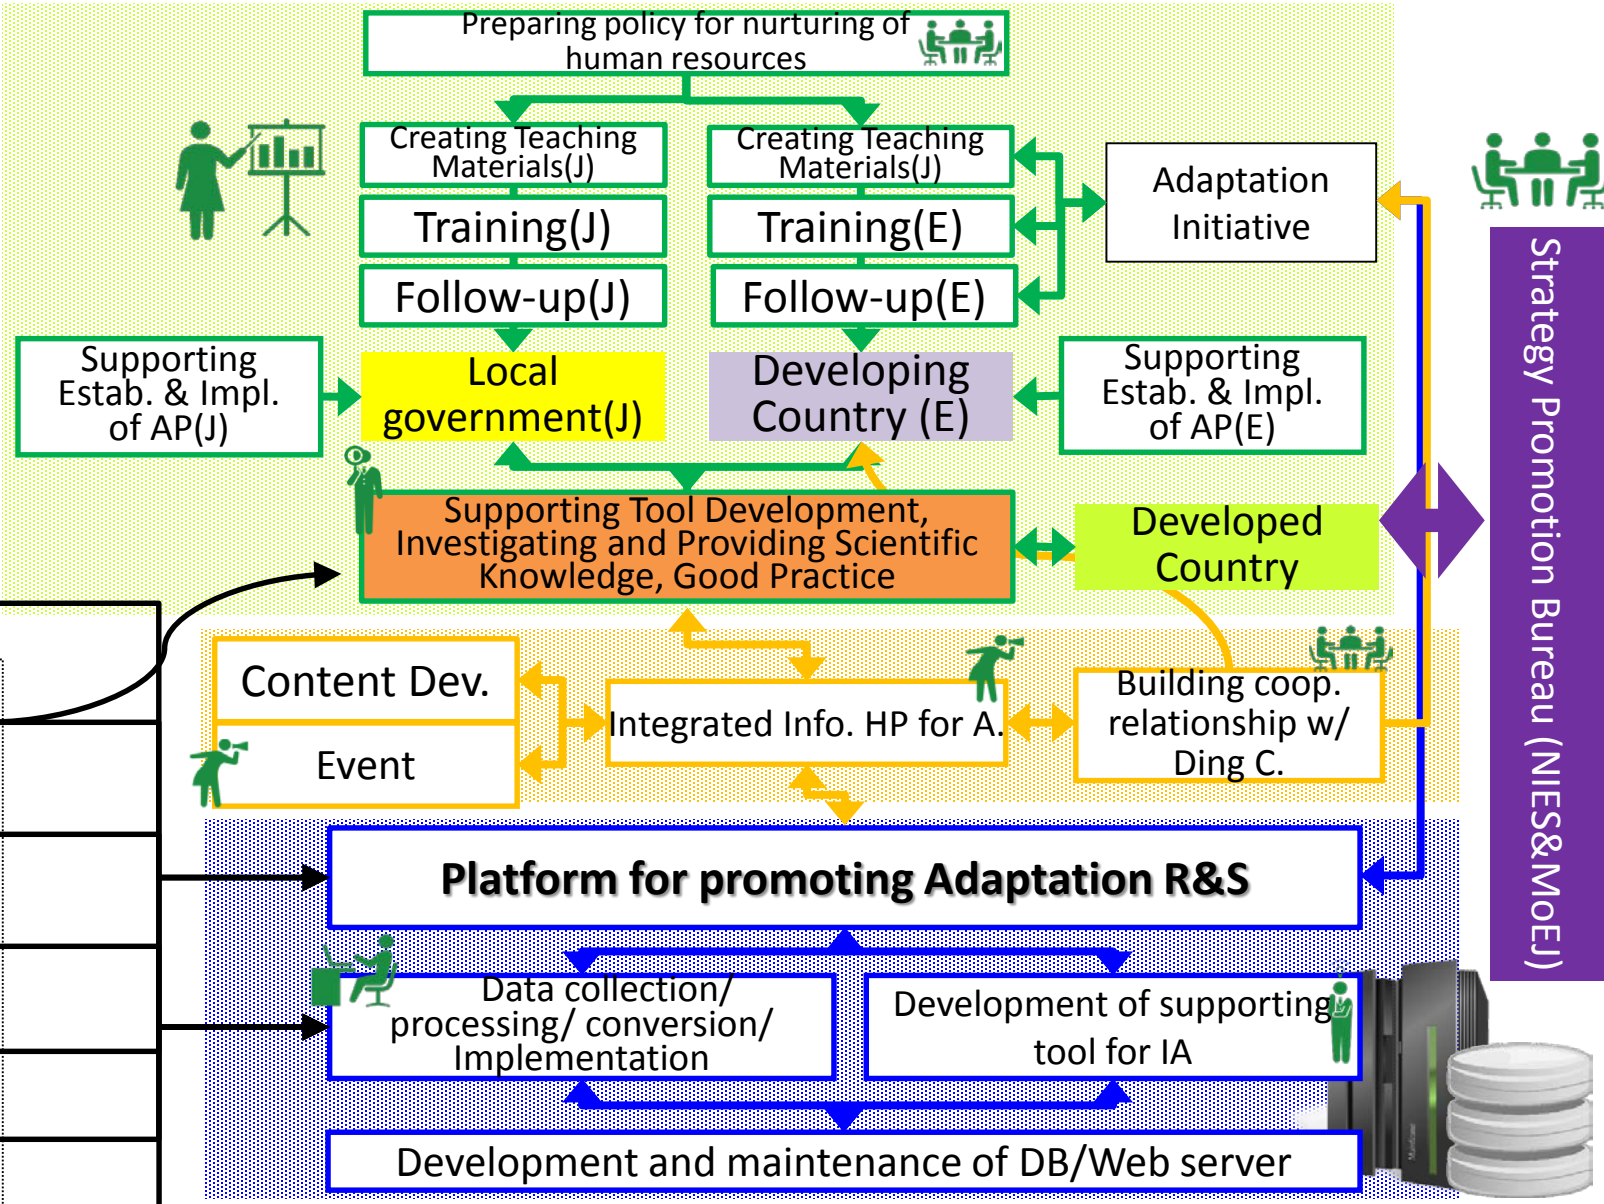 Preparing policy for nurturing of
human resources
Creating Teaching
Materials(J)
Creating Teaching
Materials(J)
Adaptation
Initiative
Training(J)
Training(E)
Follow-up(J)
Follow-up(E)
Supporting
Estab. & Impl.
of AP(J)
Local
government(J)
Developing
Country (E)
Supporting
Estab. & Impl.
of AP(E)
Supporting Tool Development,
Investigating and Providing Scientific
Knowledge, Good Practice
Developed
Country
Strategy Promotion Bureau (NIES&MoEJ)
Content Dev.
Event
Integrated Info. HP for A.
Building coop.
relationship w/
Ding C.
Platform for promoting Adaptation R&S
Data collection/
processing/ conversion/
Implementation
Development of supporting
tool for IA
Development and maintenance of DB/Web server